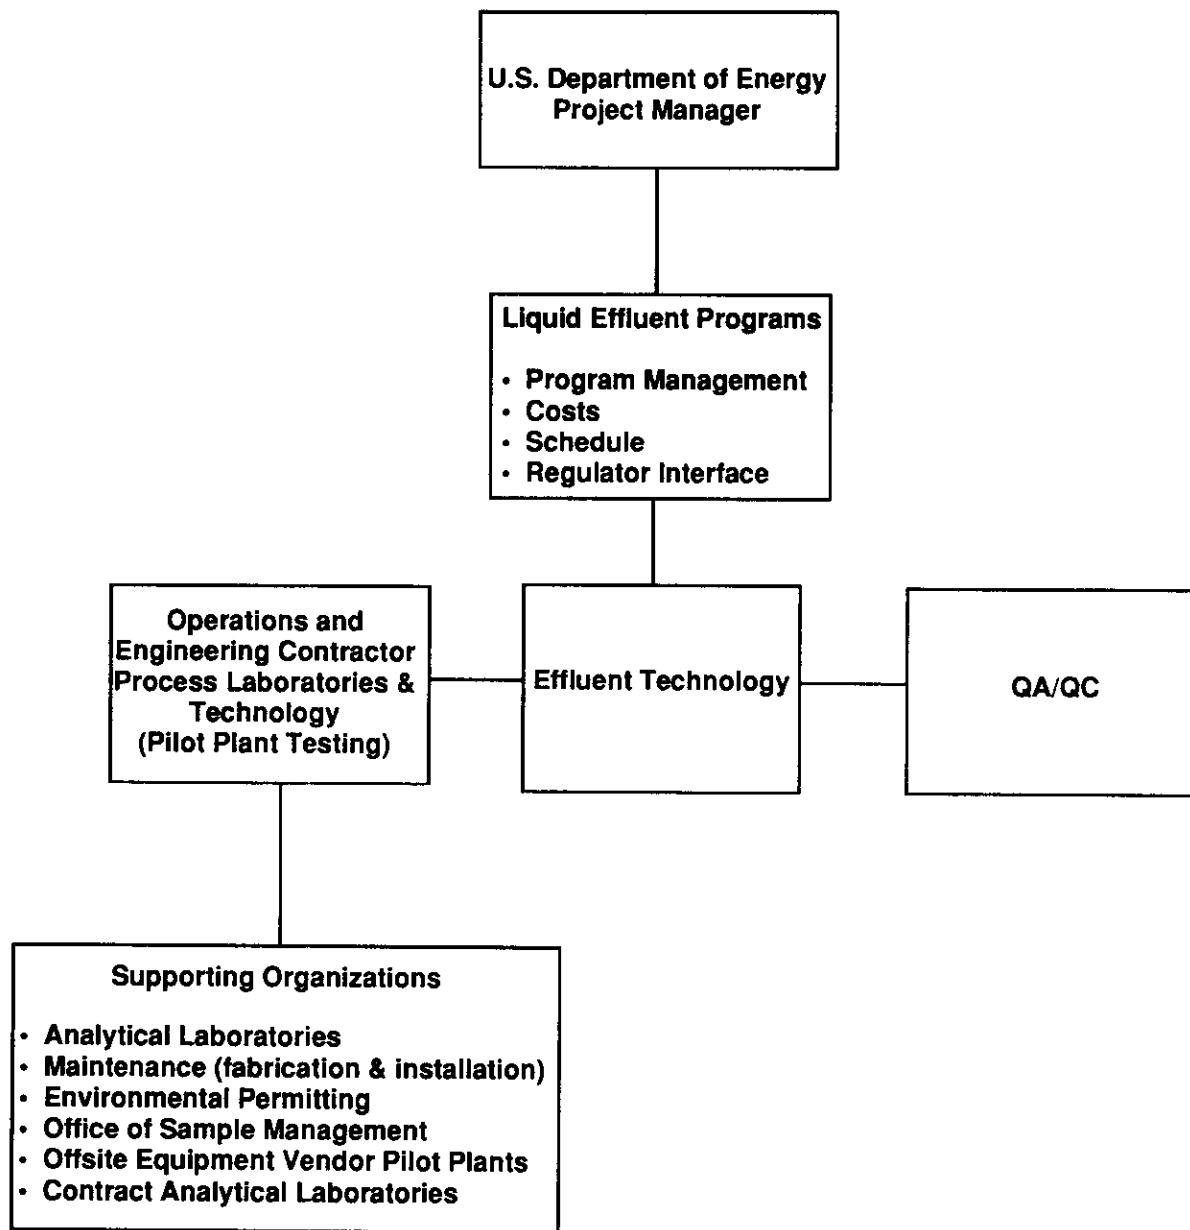 U.S. Department of Energy
Project Manager
Liquid Effluent Programs
• Program Management
• Costs
• Schedule
• Regulator Interface
Operations and
Engineering Contractor
Process Laboratories &
Technology
(Pilot Plant Testing)
Effluent Technology
QA/QC
Supporting Organizations
• Analytical Laboratories
• Maintenance (fabrication & installation)
• Environmental Permitting
• Office of Sample Management
• Offsite Equipment Vendor Pilot Plants
• Contract Analytical Laboratories